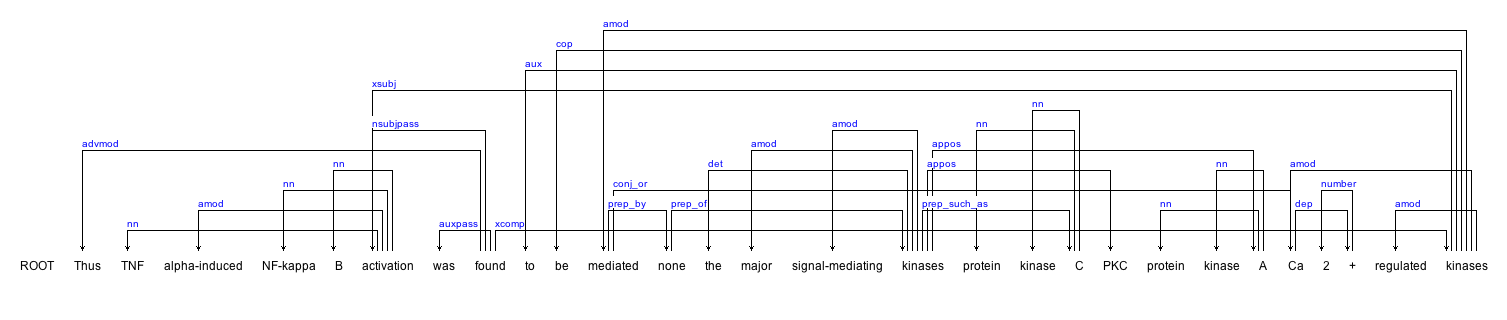 amod
cop
aux
xsubj
nn
nsubjpass amod nn
advmod amod appos
nn det appos nn amod
nn conj_or number
amod prep_by prep_of prep_such_as nn dep amod
nn auxpass xcomp
ROOT Thus TNF alpha-induced NF-kappa B activation was found to be mediated none the major signal-mediating kinases protein kinase C PKC protein kinase A Ca 2 + regulated kinases